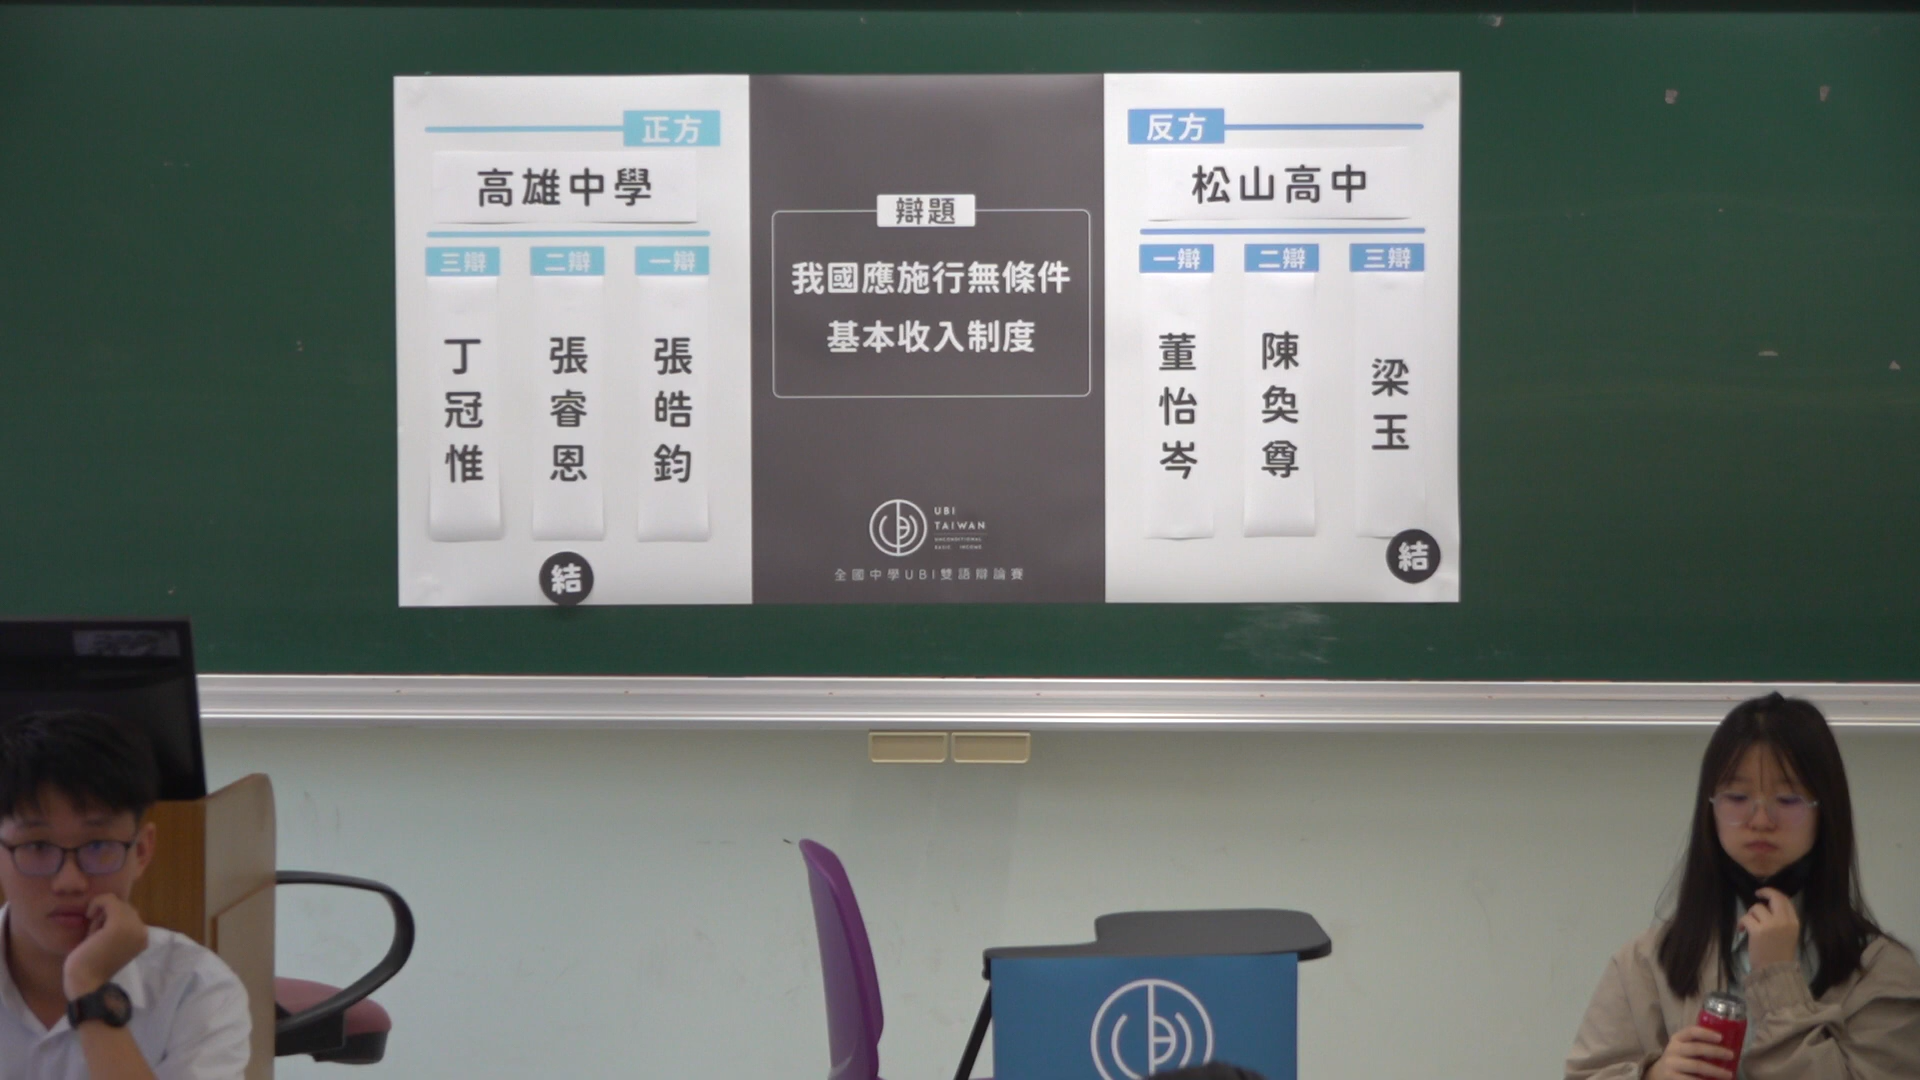 正方
高雄中學
三辯 二辯 一辯
丁冠惟
張睿恩
張皓鈞
結
辯題
我國應施行無條件
基本收入制度
UBI
TAIWAN
UNCONDITIONAL
BASIC INCOME
全國中學UBI雙語辯論賽
反方
松山高中
一辯 二辯 三辯
董怡岑
陳奐尊
梁玉
結